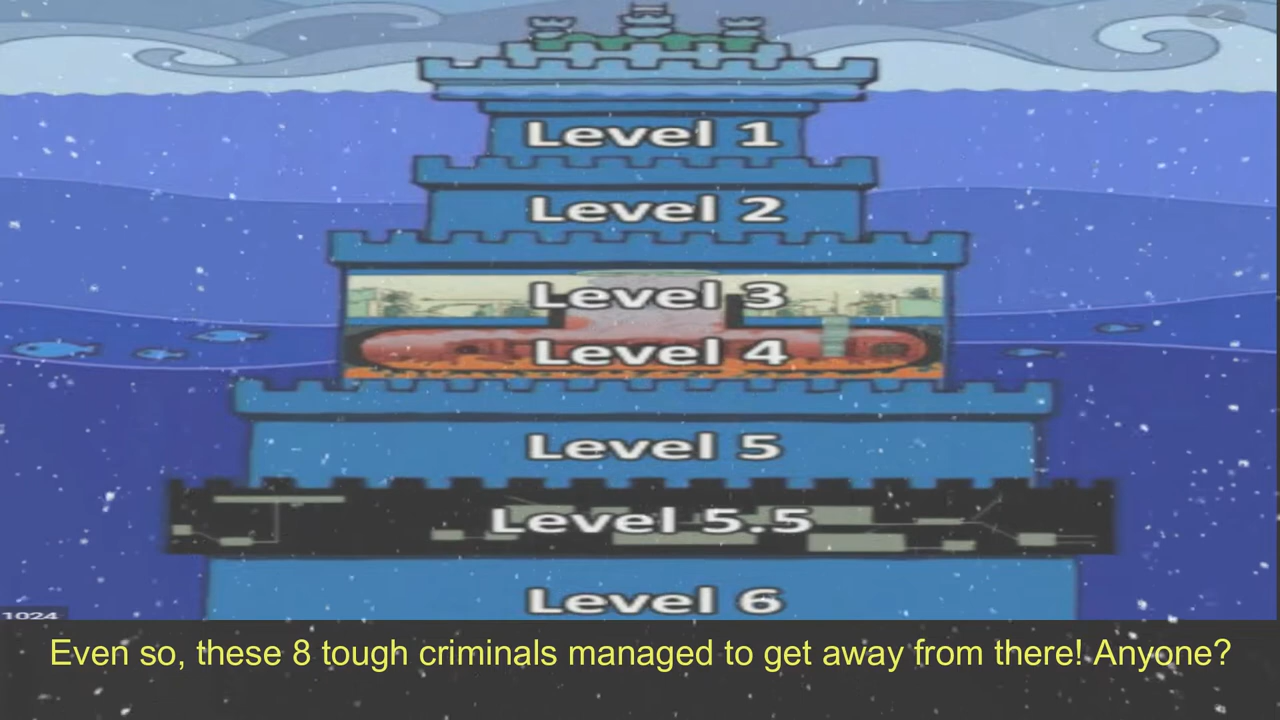 Level 1
Level 2
Level 3
Level 4
Level 5
Level 5.5
Level 6
1024
Even so, these 8 tough criminals managed to get away from there! Anyone?